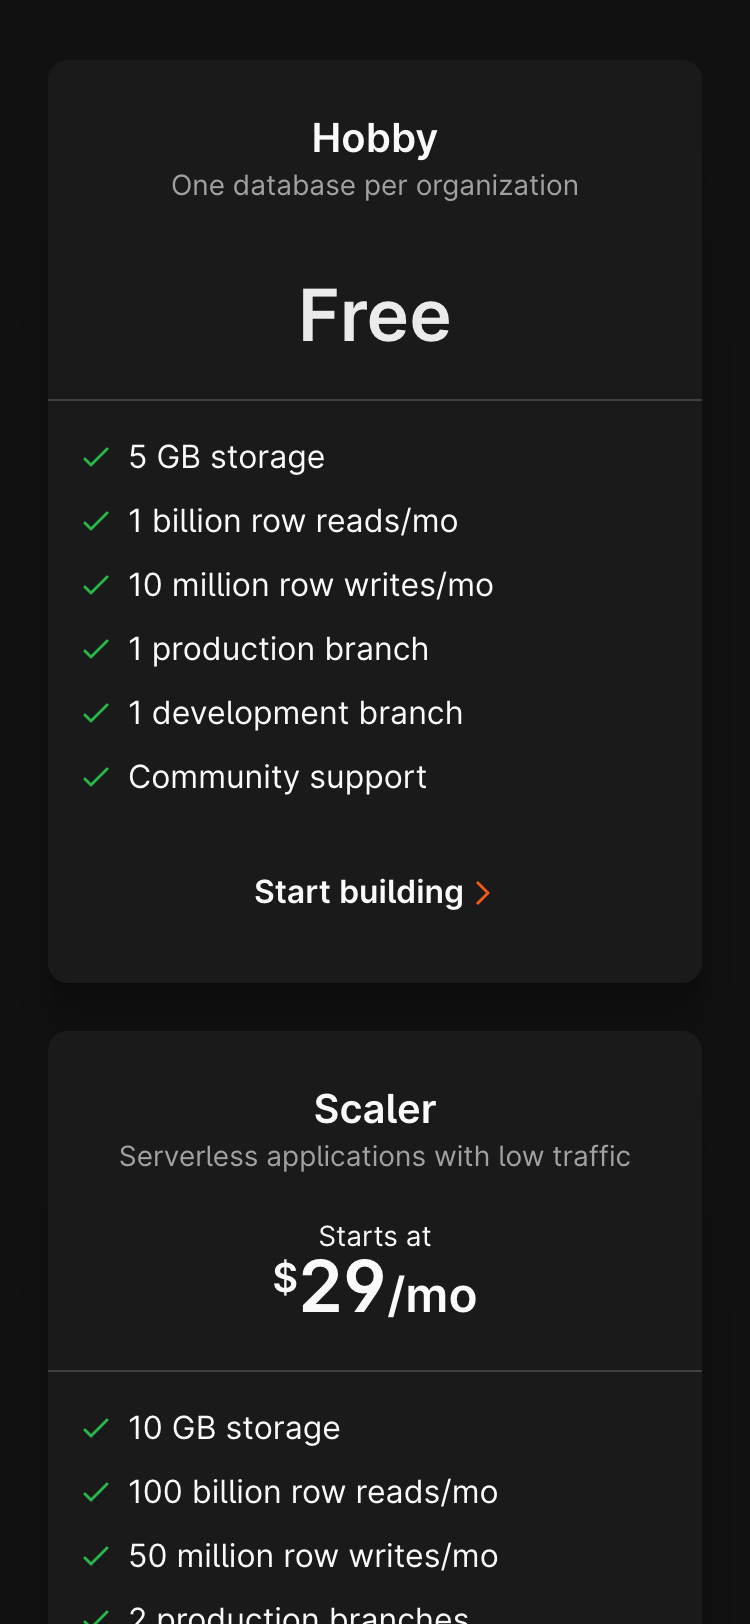 Hobby
One database per organization
Free
5 GB storage
1 billion row reads/mo
10 million row writes/mo
1 production branch
1 development branch
Community support
Start building
Scaler
Serverless applications with low traffic
Starts at
$29/mo
10 GB storage
100 billion row reads/mo
50 million row writes/mo
2 production branches